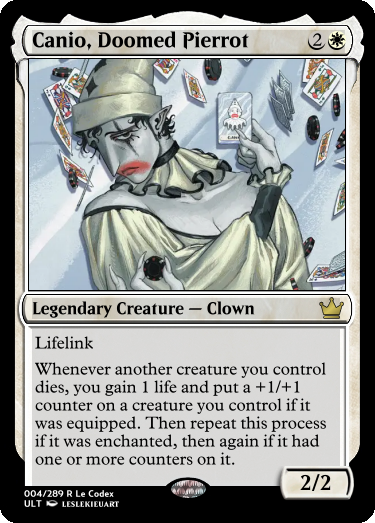 Canio, Doomed Pierrot 2
Legendary Creature — Clown
Lifelink
Whenever another creature you control
dies, you gain 1 life and put a +1/+1
counter on a creature you control if it
was equipped. Then repeat this process
if it was enchanted, then again if it had
one or more counters on it.
2/2
004/289 R Le Codex
ULT LESLEKIEUART